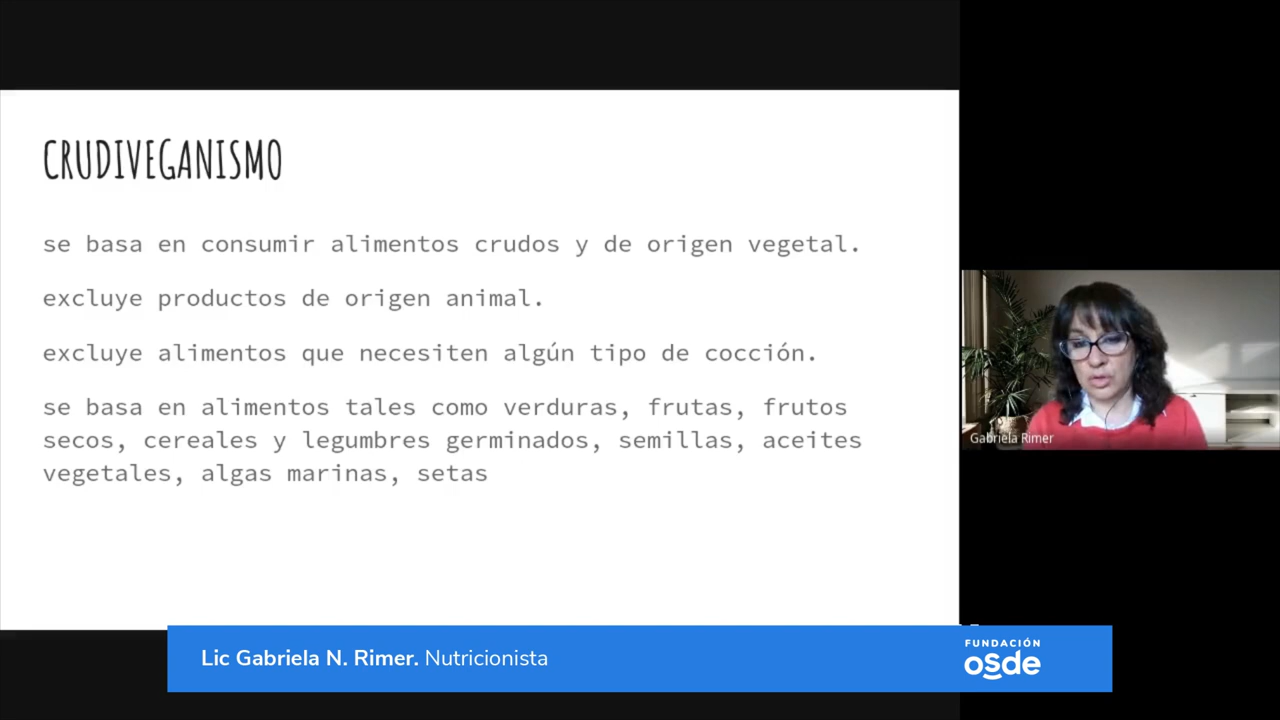 CRUDIVEGANISMO
se basa en consumir alimentos crudos y de origen vegetal.
excluye productos de origen animal.
excluye alimentos que necesiten algún tipo de cocción.
se basa en alimentos tales como verduras, frutas, frutos
secos, cereales y legumbres germinados, semillas, aceites
vegetales, algas marinas, setas
Gabriela Rimer
Lic Gabriela N. Rimer. Nutricionista
FUNDACIÓN
osde